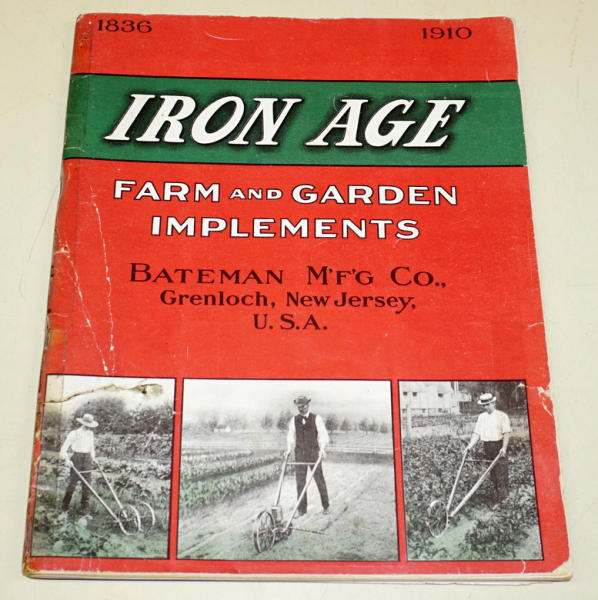 1836 1910
IRON AGE
FARM AND GARDEN
IMPLEMENTS
BATEMAN M'F'G CO.,
Grenloch, New Jersey,
U.S.A.